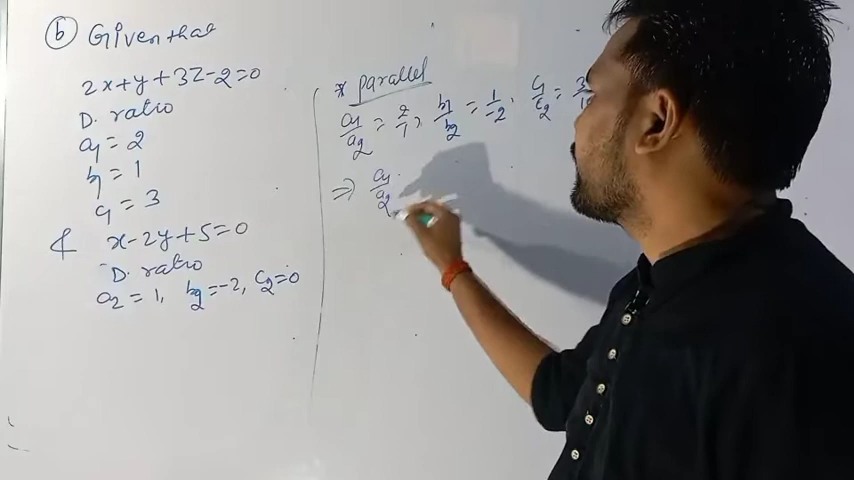 (b) Given that
2x+y+3z-2=0
D. ratio
a1 = 2
b1 = 1
c1 = 3
& x-2y+5=0
D. ratio
a2 = 1, b2 = -2, c2 = 0
* parallel
a1/a2 = 2/1, b1/b2 = 1/-2, c1/c2 = 3/
⇒ a1/a2